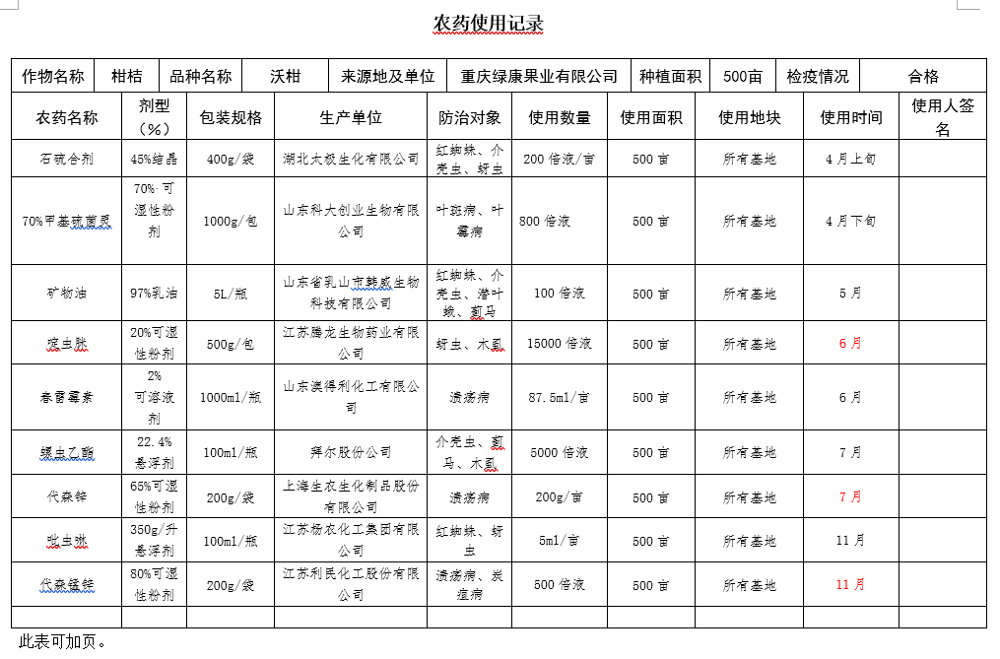 农药使用记录
作物名称 柑桔 品种名称 沃柑 来源地及单位 重庆绿康果业有限公司 种植面积 500亩 检疫情况 合格
农药名称 剂型（%） 包装规格 生产单位 防治对象 使用数量 使用面积 使用地块 使用时间 使用人签名
石硫合剂 45%结晶 400g/袋 湖北太极生化有限公司 红蜘蛛、介壳虫、蚜虫 200 倍液/亩 500 亩 所有基地 4 月上旬
70%甲基硫菌灵 70%·可湿性粉剂 1000g/包 山东科大创业生物有限公司 叶斑病、叶霉病 800 倍液 500 亩 所有基地 4 月下旬
矿物油 97%乳油 5L/瓶 山东省乳山市韩威生物科技有限公司 红蜘蛛、介壳虫、潜叶蛾、蓟马 100 倍液 500 亩 所有基地 5 月
啶虫脒 20%可湿性粉剂 500g/包 江苏腾龙生物药业有限公司 蚜虫、木虱 15000 倍液 500 亩 所有基地 6 月
春雷霉素 2%可溶液剂 1000ml/瓶 山东澳得利化工有限公司 溃疡病 87.5ml/亩 500 亩 所有基地 6 月
螺虫乙酯 22.4%悬浮剂 100ml/瓶 拜尔股份公司 介壳虫、蓟马、木虱 5000 倍液 500 亩 所有基地 7 月
代森锌 65%可湿性粉剂 200g/袋 上海生农生化制品股份有限公司 溃疡病 200g/亩 500 亩 所有基地 7 月
吡虫啉 350g/升悬浮剂 100ml/瓶 江苏杨农化工集团有限公司 红蜘蛛、蚜虫 5ml/亩 500 亩 所有基地 11 月
代森锰锌 80%可湿性粉剂 200g/袋 江苏利民化工股份有限公司 溃疡病、炭疽病 500 倍液 500 亩 所有基地 11 月
此表可加页。